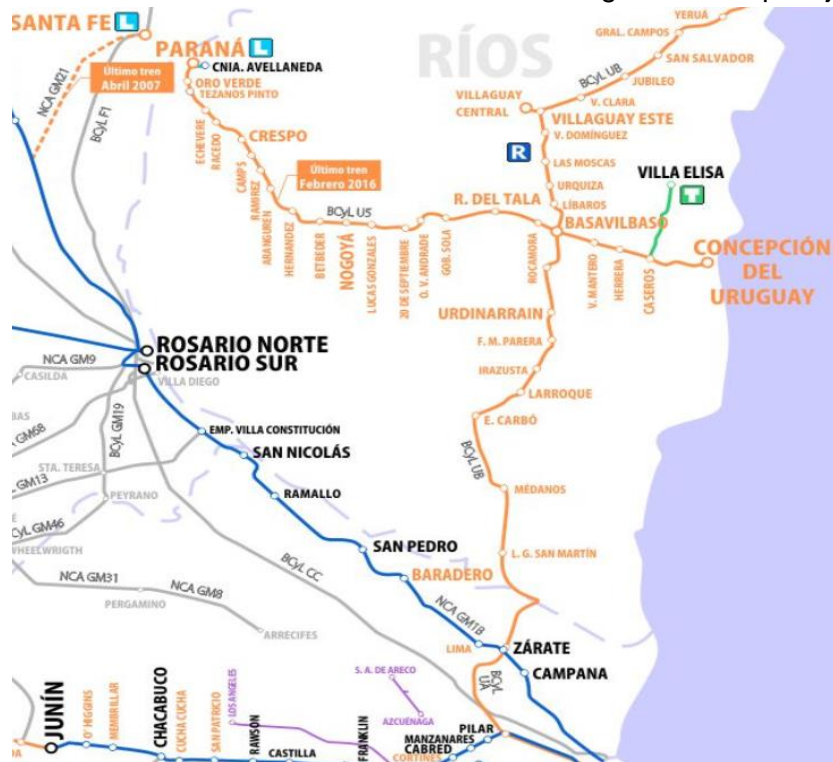 YERUÁ
GRAL. CAMPOS
SAN SALVADOR
JUBILEO
BCyL U8
V. CLARA
SANTA FE L
PARANÁ L
CNIA. AVELLANEDA
ORO VERDE
TEZANOS PINTO
NCA GM21
Último tren
Abril 2007
BCyL F1
RÍOS
VILLAGUAY
CENTRAL
VILLAGUAY ESTE
V. DOMÍNGUEZ
R
LAS MOSCAS
URQUIZA
LÍBAROS
VILLA ELISA
T
ECHEVERE
RACEDO
CRESPO
CAMPS
RAMIREZ
ARANGUREN
HERNANDEZ
Último tren
Febrero 2016
BCyL U5
BETBEDER
NOGOYÁ
LUCAS GONZALES
20 DE SEPTIEMBRE
O. V. ANDRADE
GOB. SOLA
R. DEL TALA
ROCAMORA
BASAVILBASO
V. MANTERO
HERRERA
CASEROS
CONCEPCIÓN
DEL
URUGUAY
URDINARRAIN
F. M. PARERA
IRAZUSTA
LARROQUE
E. CARBÓ
BCyL U8
MÉDANOS
L. G. SAN MARTÍN
ROSARIO NORTE
ROSARIO SUR
NCA GM9
CASILDA
VILLA DIEGO
BAS
GM68
BCyL GM19
EMP. VILLA CONSTITUCIÓN
STA. TERESA
GM13
PEYRANO
SAN NICOLÁS
RAMALLO
BCyL GM46
WHEELWRIGTH
NCA GM31
NCA GM8
PERGAMINO
ARRECIFES
BCyL CC
SAN PEDRO
BARADERO
NCA GM18
LIMA
ZÁRATE
CAMPANA
BCyL
UA
S. A. DE ARECO
AZCUÉNAGA
JUNÍN
O' HIGGINS
MEMBRILLAR
CHACABUCO
CUCHA CUCHA
SAN PATRICIO
LOS ANGELES
RAWSON
CASTILLA
FRANKLIN
PILAR
MANZANARES
CABRED
CORTINES